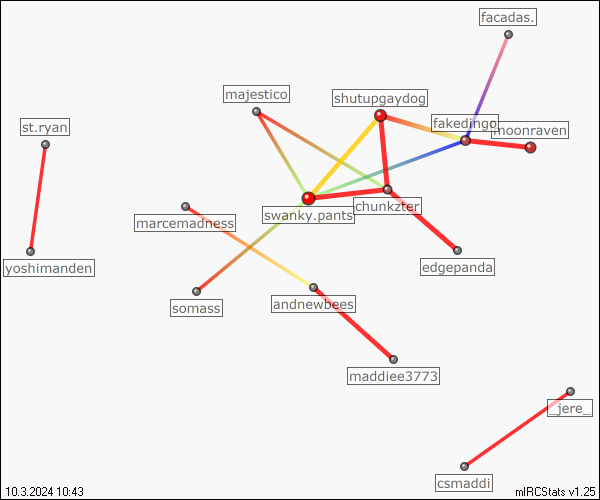 facadas.
majestico
shutupgaydog
st.ryan
fakedingo
moonraven
swanky.pants
chunkzter
marcemadness
yoshimanden
edgepanda
somass
andnewbees
maddiee3773
_jere_
csmaddi
10.3.2024 10:43
mIRCStats v1.25